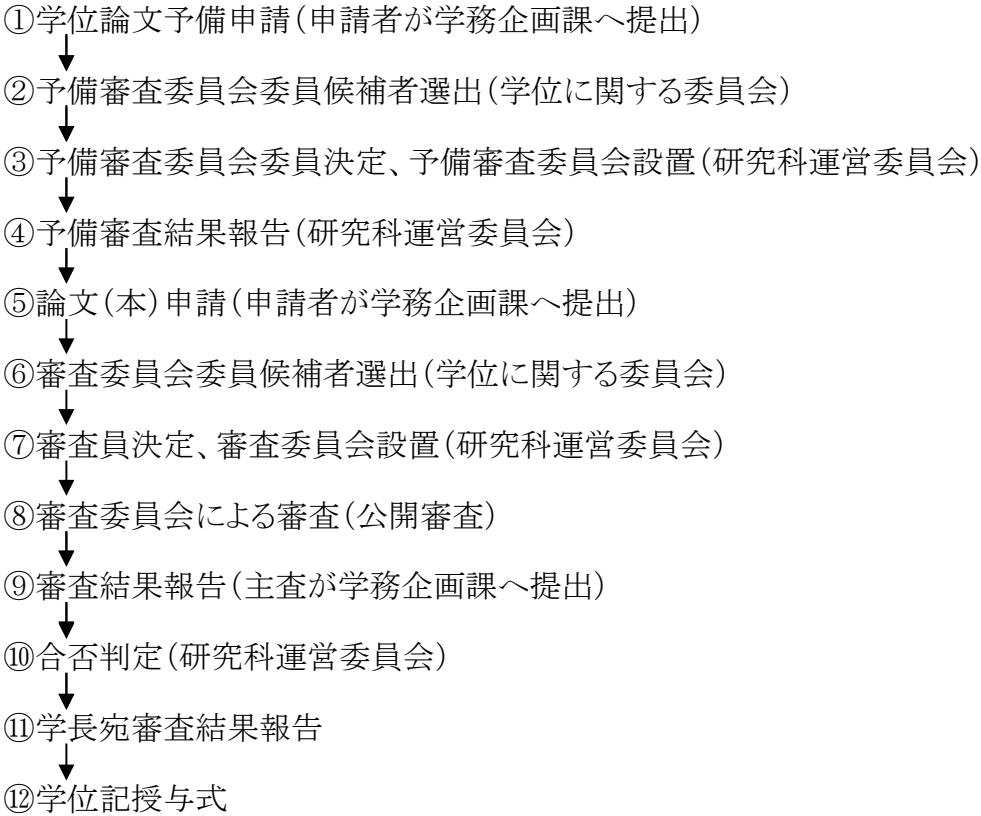 ①学位論文予備申請(申請者が学務企画課へ提出)
②予備審査委員会委員候補者選出(学位に関する委員会)
③予備審査委員会委員決定、予備審査委員会設置(研究科運営委員会)
④予備審査結果報告(研究科運営委員会)
⑤論文(本)申請(申請者が学務企画課へ提出)
⑥審査委員会委員候補者選出(学位に関する委員会)
⑦審査員決定、審査委員会設置(研究科運営委員会)
⑧審査委員会による審査(公開審査)
⑨審査結果報告(主査が学務企画課へ提出)
⑩合否判定(研究科運営委員会)
⑪学長宛審査結果報告
⑫学位記授与式